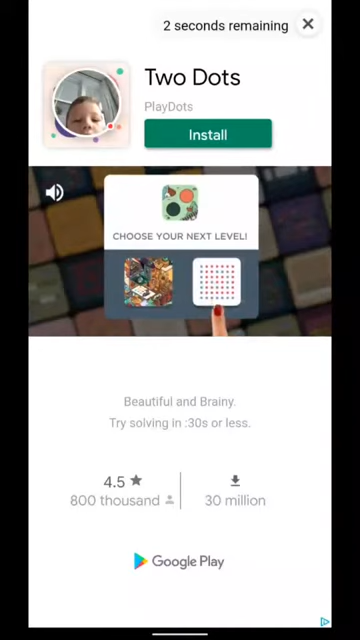 2 seconds remaining
Two Dots
PlayDots
Install
CHOOSE YOUR NEXT LEVEL!
Beautiful and Brainy.
Try solving in :30s or less.
4.5
800 thousand
30 million
Google Play